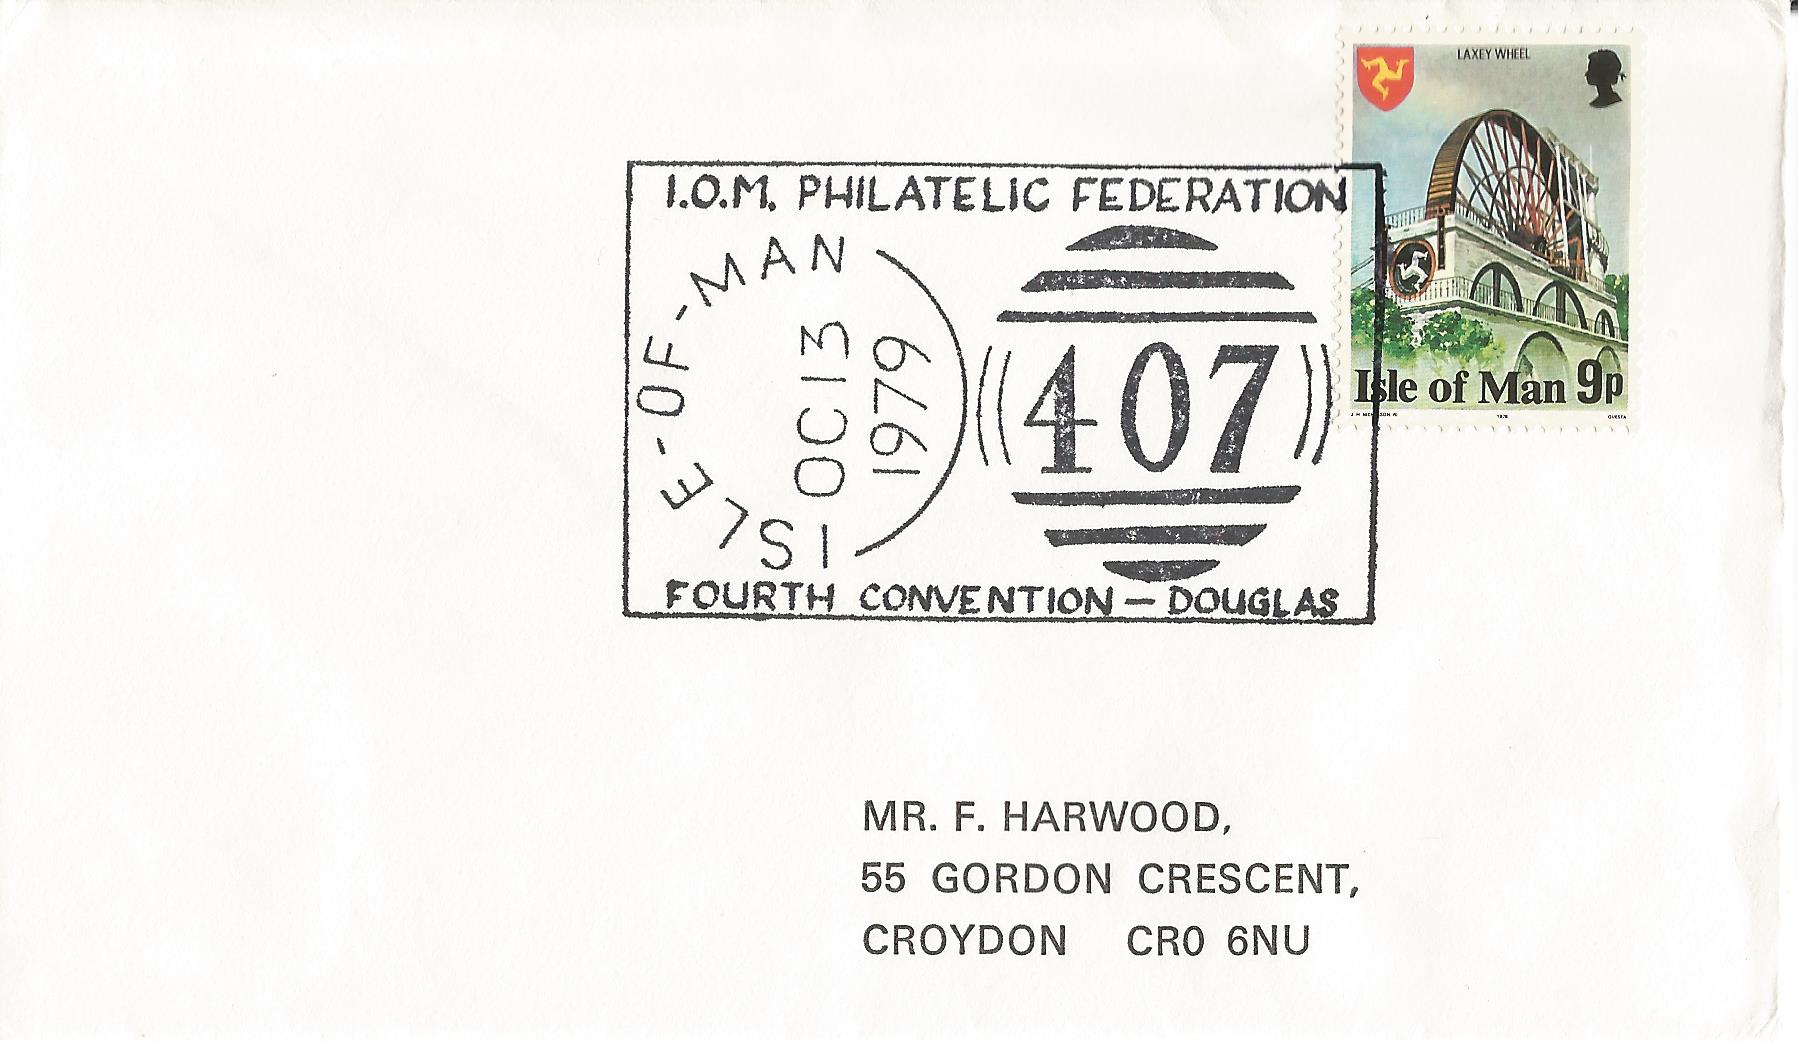 LAXEY WHEEL
Isle of Man 9p
1978
QUESTA
I.O.M. PHILATELIC FEDERATION
ISLE-OF-MAN
OC 13
1979
407
FOURTH CONVENTION – DOUGLAS
MR. F. HARWOOD,
55 GORDON CRESCENT,
CROYDON CR0 6NU